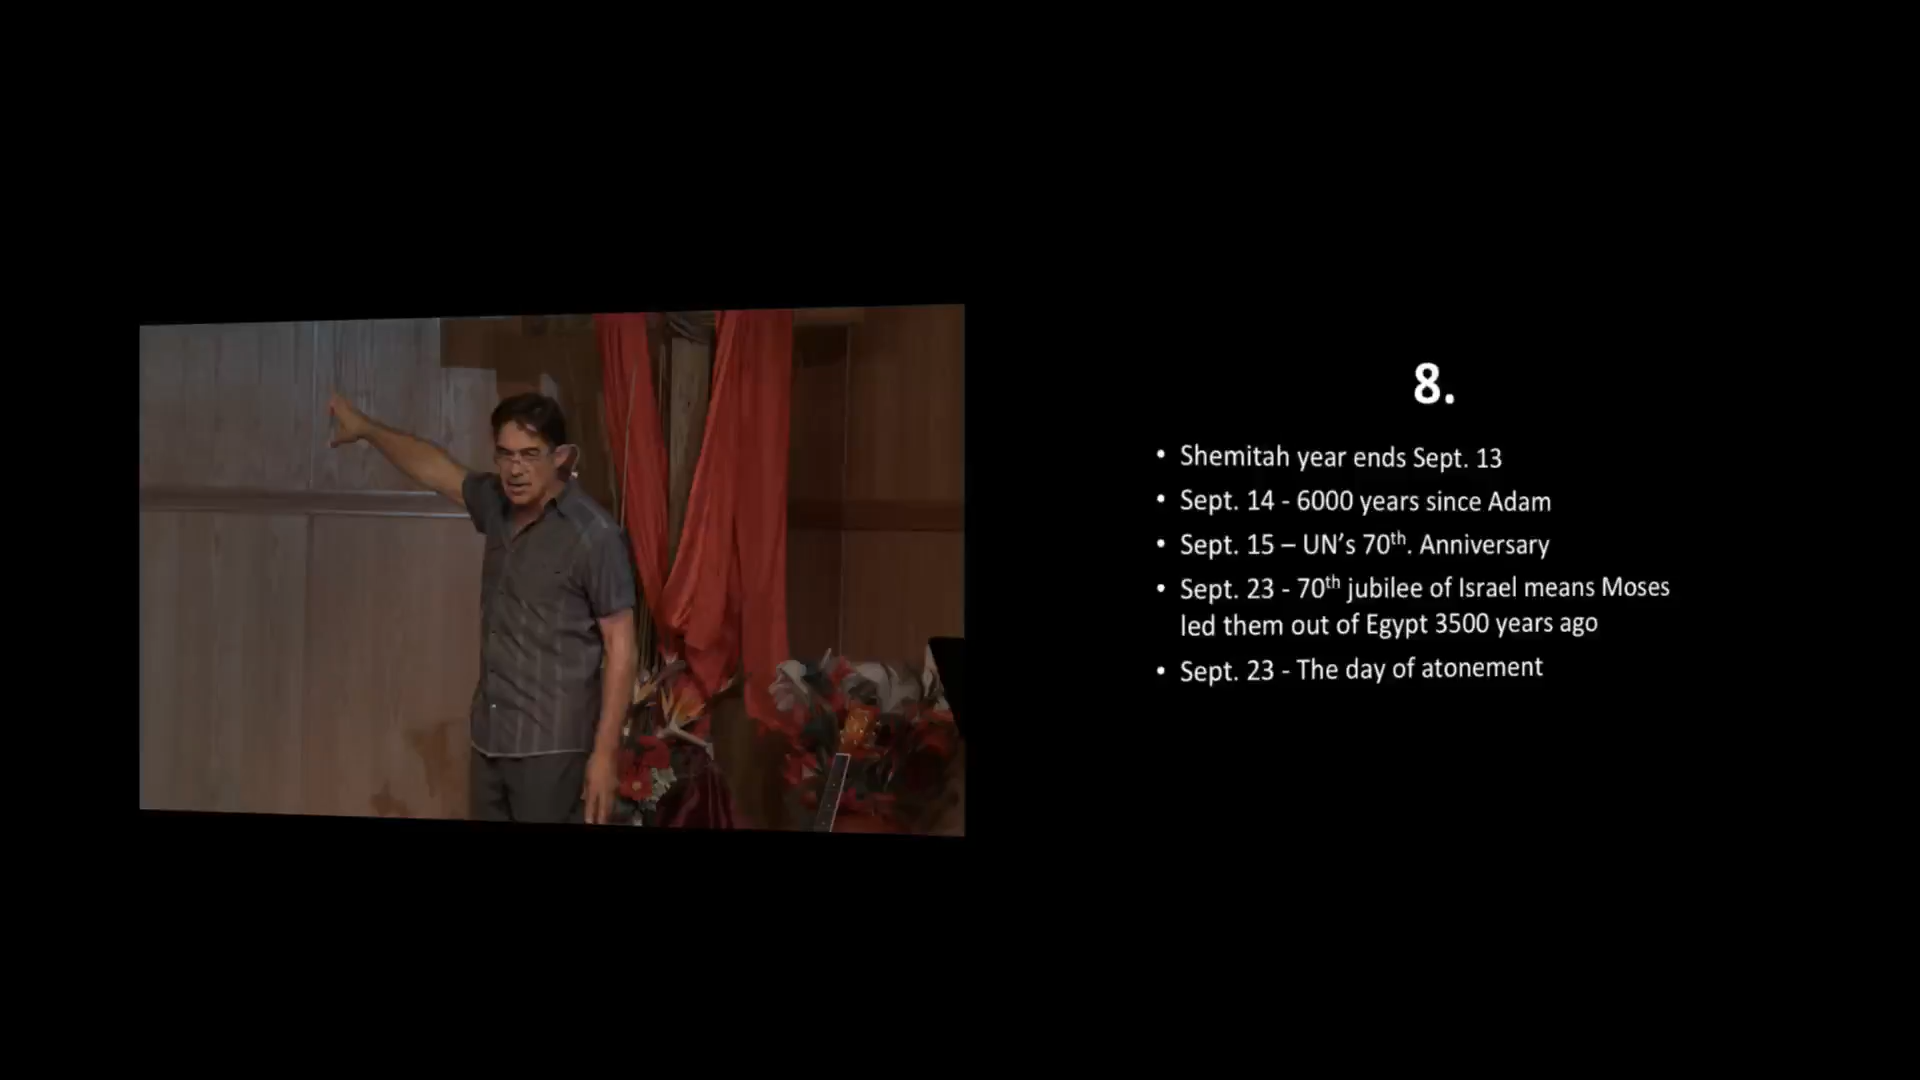 8.
• Shemitah year ends Sept. 13
• Sept. 14 - 6000 years since Adam
• Sept. 15 – UN's 70th. Anniversary
• Sept. 23 - 70th jubilee of Israel means Moses
led them out of Egypt 3500 years ago
• Sept. 23 - The day of atonement